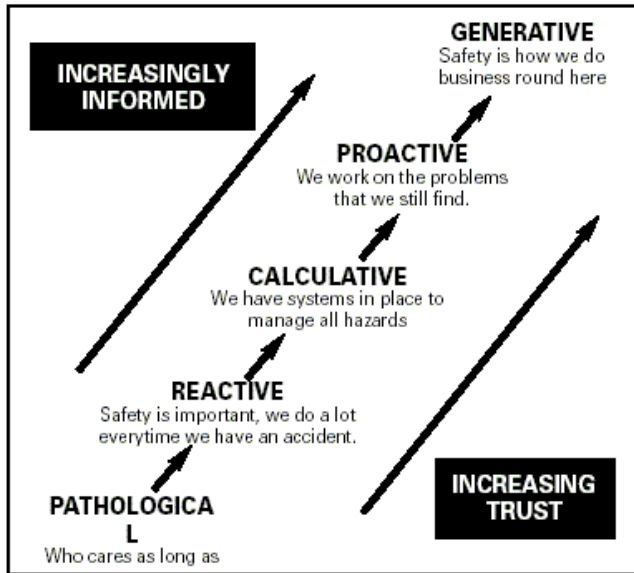 GENERATIVE
Safety is how we do
business round here
INCREASINGLY
INFORMED
PROACTIVE
We work on the problems
that we still find.
CALCULATIVE
We have systems in place to
manage all hazards
REACTIVE
Safety is important, we do a lot
everytime we have an accident.
INCREASING
TRUST
PATHOLOGICA
L
Who cares as long as